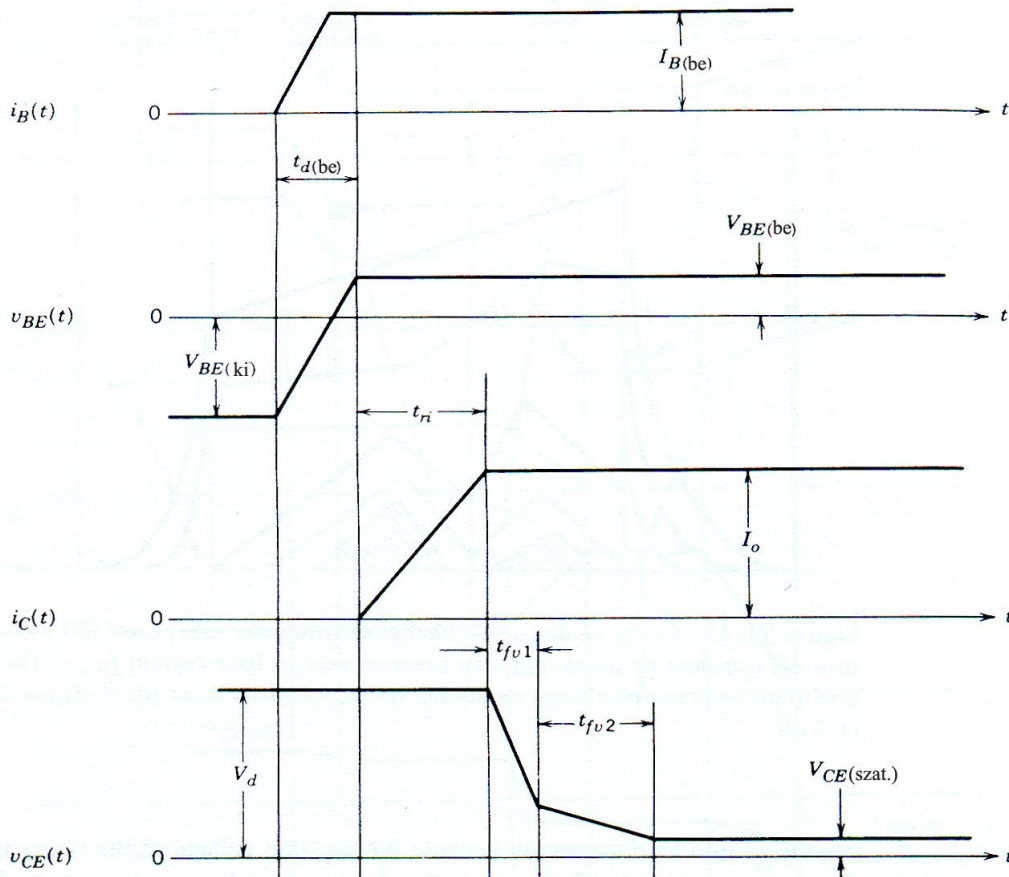 I_B(be)
i_B(t) 0 t
t_d(be)
V_BE(be)
v_BE(t) 0 t
V_BE(ki)
t_ri
I_o
i_C(t) 0 t
t_fv1
t_fv2
V_d
V_CE(szat.)
v_CE(t) 0 t